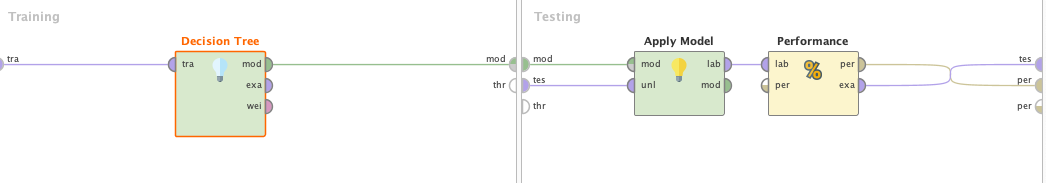 Training
Testing
Decision Tree
Apply Model
Performance
tra
tra
mod
exa
wei
mod
thr
mod
tes
thr
mod
unl
lab
mod
lab
per
per
exa
%
tes
per
per